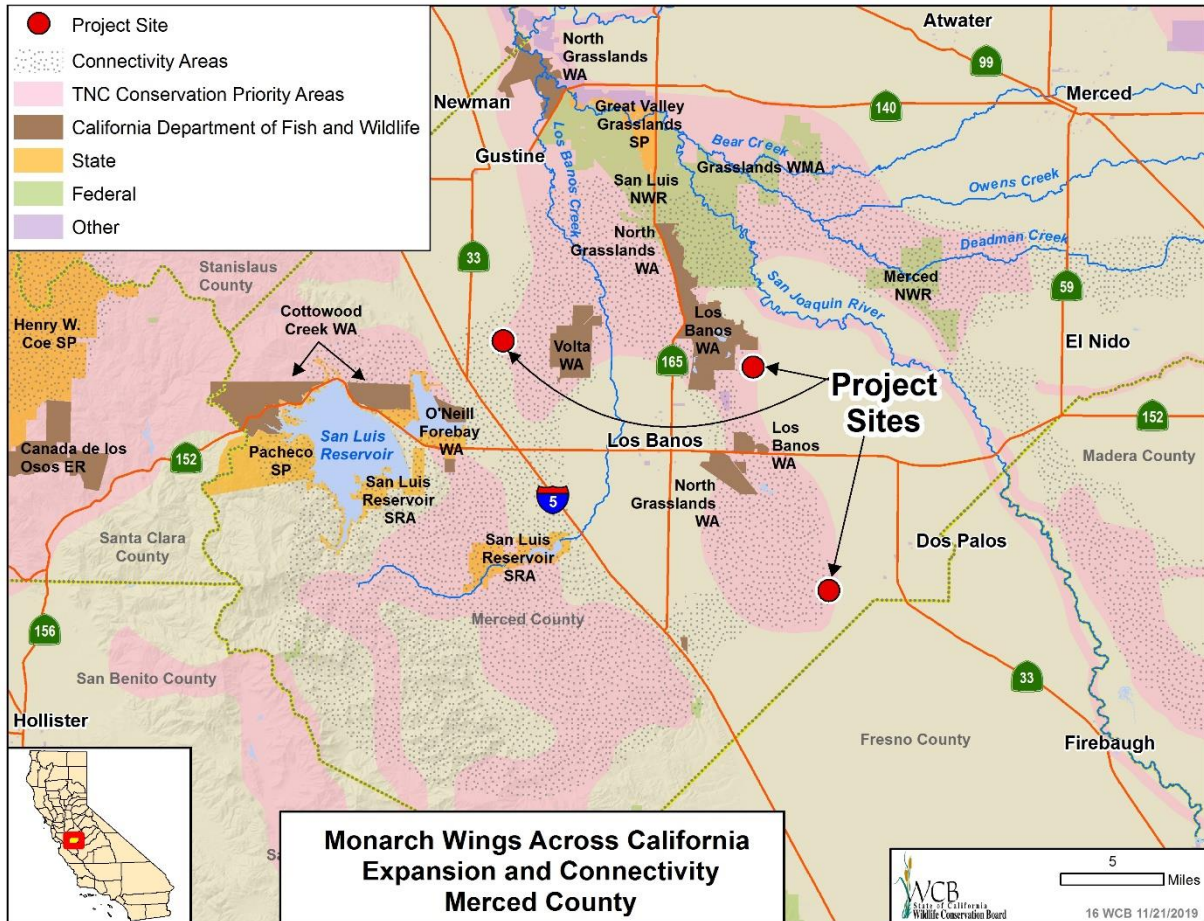 Project Site
Connectivity Areas
TNC Conservation Priority Areas
California Department of Fish and Wildlife
State
Federal
Other
North
Grasslands
WA
Atwater
99
Merced
140
Newman
Great Valley
Grasslands
SP
Los Banos Creek
Bear Creek
Gustine
Grasslands WMA
Owens Creek
San Luis
NWR
North
Grasslands
WA
Deadman Creek
33
Stanislaus
County
Merced
NWR
59
San Joaquin River
Henry W.
Coe SP
Cottowood
Creek WA
Volta
WA
Los
Banos
WA
165
El Nido
Project
Sites
O'Neill
Forebay
WA
San Luis
Reservoir
Pacheco
SP
Los Banos
Los
Banos
WA
152
Canada de los
Osos ER
152
Madera County
San Luis
Reservoir
SRA
North
Grasslands
WA
5
Santa Clara
County
San Luis
Reservoir
SRA
Dos Palos
Merced County
156
San Benito County
33
Hollister
Fresno County
Firebaugh
Sa
Monarch Wings Across California
Expansion and Connectivity
Merced County
5
Miles
WCB
State of California
Wildlife Conservation Board
16 WCB 11/21/2019